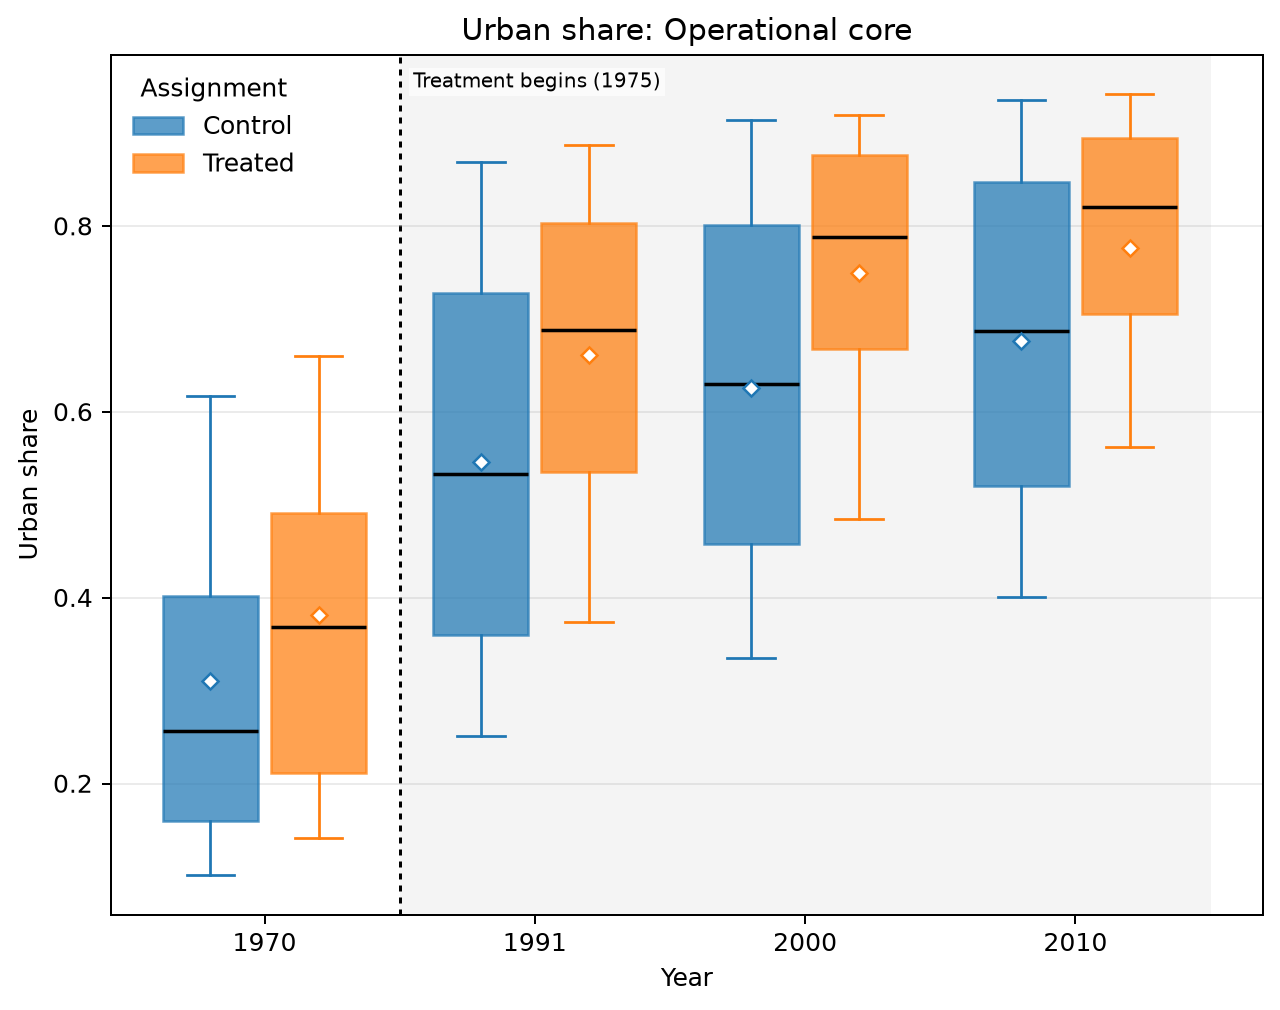 Urban share: Operational core
Assignment
Control
Treated
Treatment begins (1975)
Urban share
0.8
0.6
0.4
0.2
1970
1991
2000
2010
Year